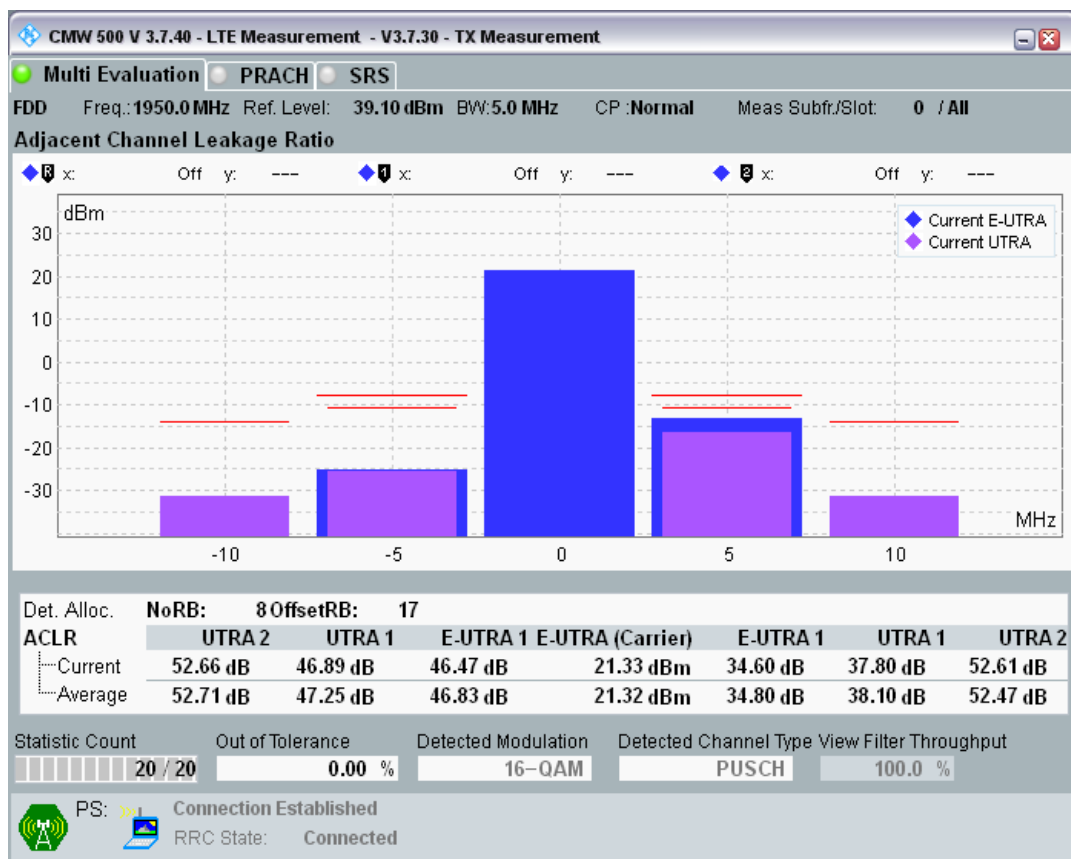 CMW 500 V 3.7.40 - LTE Measurement - V3.7.30 - TX Measurement
Multi Evaluation PRACH SRS
FDD Freq.: 1950.0 MHz Ref. Level: 39.10 dBm BW: 5.0 MHz CP : Normal Meas Subfr./Slot: 0 / All
Adjacent Channel Leakage Ratio
R x: Off y: --- 1 x: Off y: --- 2 x: Off y: ---
dBm
Current E-UTRA
Current UTRA
30
20
10
0
-10
-20
-30
MHz
-10 -5 0 5 10
Det. Alloc. NoRB: 8 OffsetRB: 17
ACLR UTRA 2 UTRA 1 E-UTRA 1 E-UTRA (Carrier) E-UTRA 1 UTRA 1 UTRA 2
Current 52.66 dB 46.89 dB 46.47 dB 21.33 dBm 34.60 dB 37.80 dB 52.61 dB
Average 52.71 dB 47.25 dB 46.83 dB 21.32 dBm 34.80 dB 38.10 dB 52.47 dB
Statistic Count Out of Tolerance Detected Modulation Detected Channel Type View Filter Throughput
20 / 20 0.00 % 16-QAM PUSCH 100.0 %
PS: Connection Established
RRC State: Connected